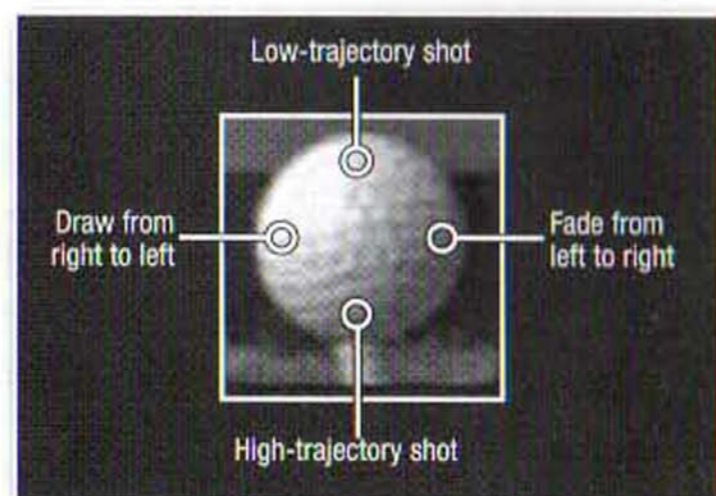 Low-trajectory shot
Draw from
right to left
Fade from
left to right
High-trajectory shot